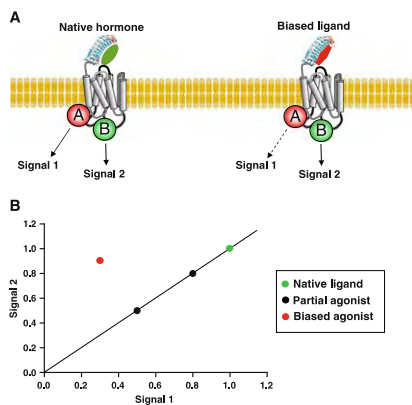 A
Native hormone
Biased ligand
A
B
Signal 1
Signal 2
A
B
Signal 1
Signal 2
B
1.2
1.0
0.8
0.6
0.4
0.2
0.0
Signal 2
0.0 0.2 0.4 0.6 0.8 1.0 1.2
Signal 1
Native ligand
Partial agonist
Biased agonist